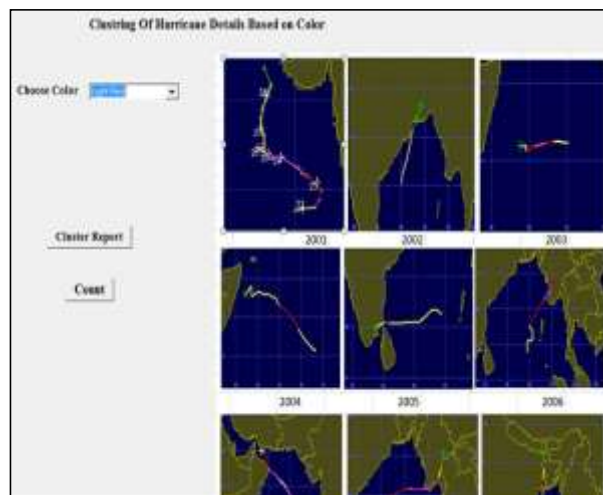 Clustring Of Hurricane Details Based on Color
Choose Color
2001 2002 2003
Cluster Report
Count
2004 2005 2006